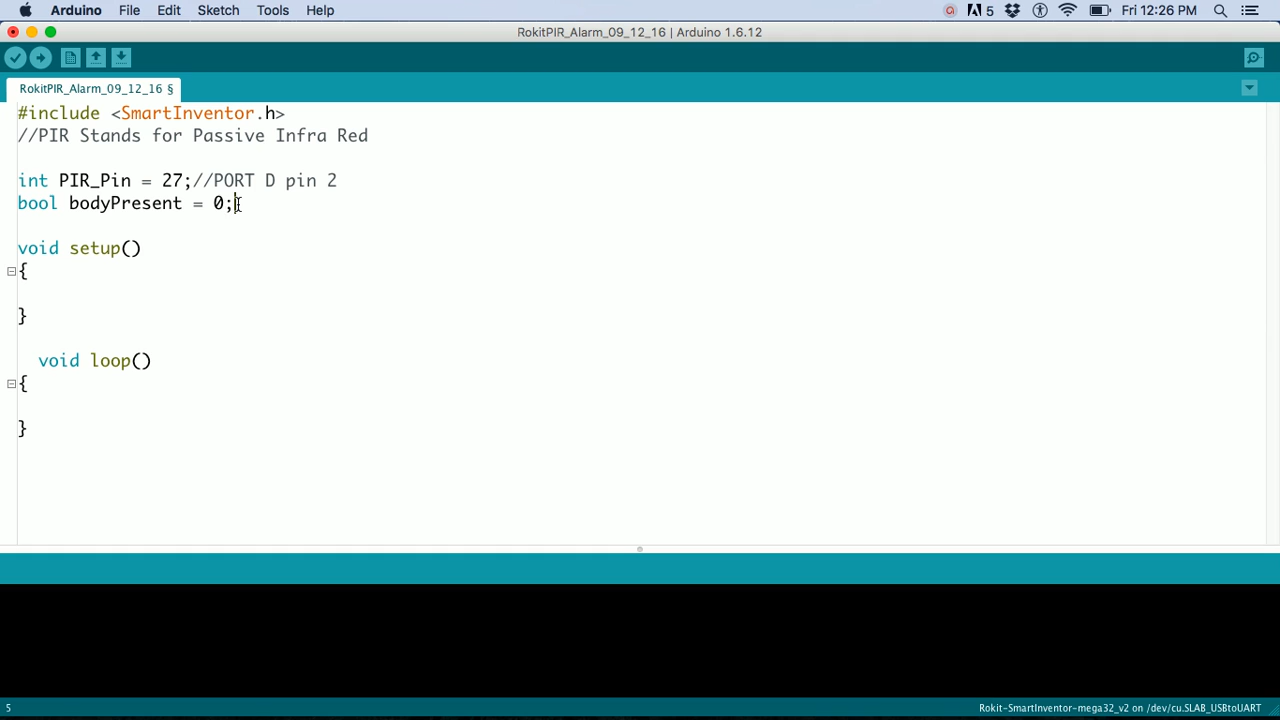 Arduino File Edit Sketch Tools Help 5 Fri 12:26 PM
RokitPIR_Alarm_09_12_16 | Arduino 1.6.12
RokitPIR_Alarm_09_12_16 §
#include <SmartInventor.h>
//PIR Stands for Passive Infra Red
int PIR_Pin = 27;//PORT D pin 2
bool bodyPresent = 0;
void setup()
{
}
void loop()
{
}
5 Rokit-SmartInventor-mega32_v2 on /dev/cu.SLAB_USBtoUART